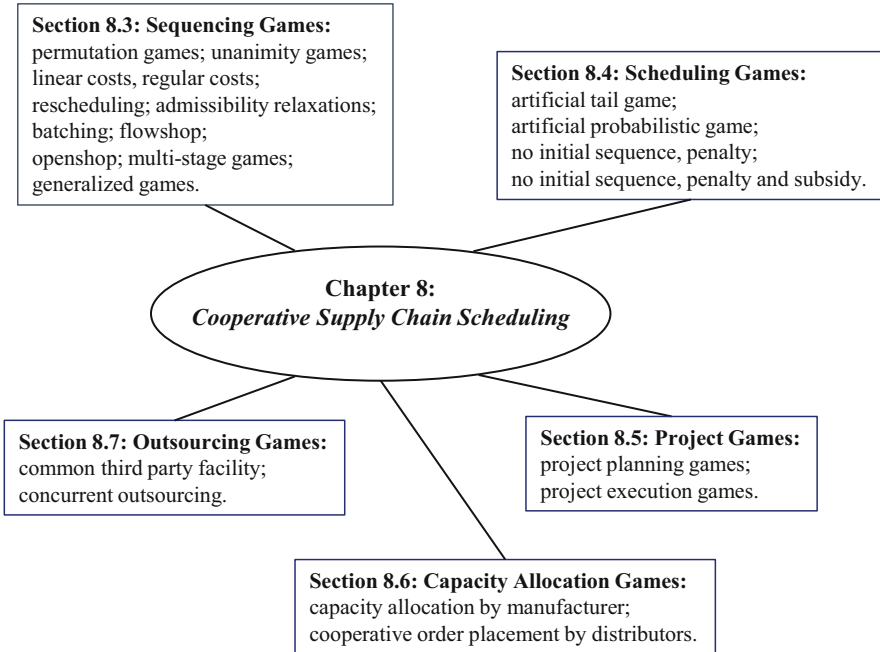 Section 8.3: Sequencing Games:
permutation games; unanimity games;
linear costs, regular costs;
rescheduling; admissibility relaxations;
batching; flowshop;
openshop; multi-stage games;
generalized games.
Section 8.4: Scheduling Games:
artificial tail game;
artificial probabilistic game;
no initial sequence, penalty;
no initial sequence, penalty and subsidy.
Chapter 8:
Cooperative Supply Chain Scheduling
Section 8.7: Outsourcing Games:
common third party facility;
concurrent outsourcing.
Section 8.5: Project Games:
project planning games;
project execution games.
Section 8.6: Capacity Allocation Games:
capacity allocation by manufacturer;
cooperative order placement by distributors.